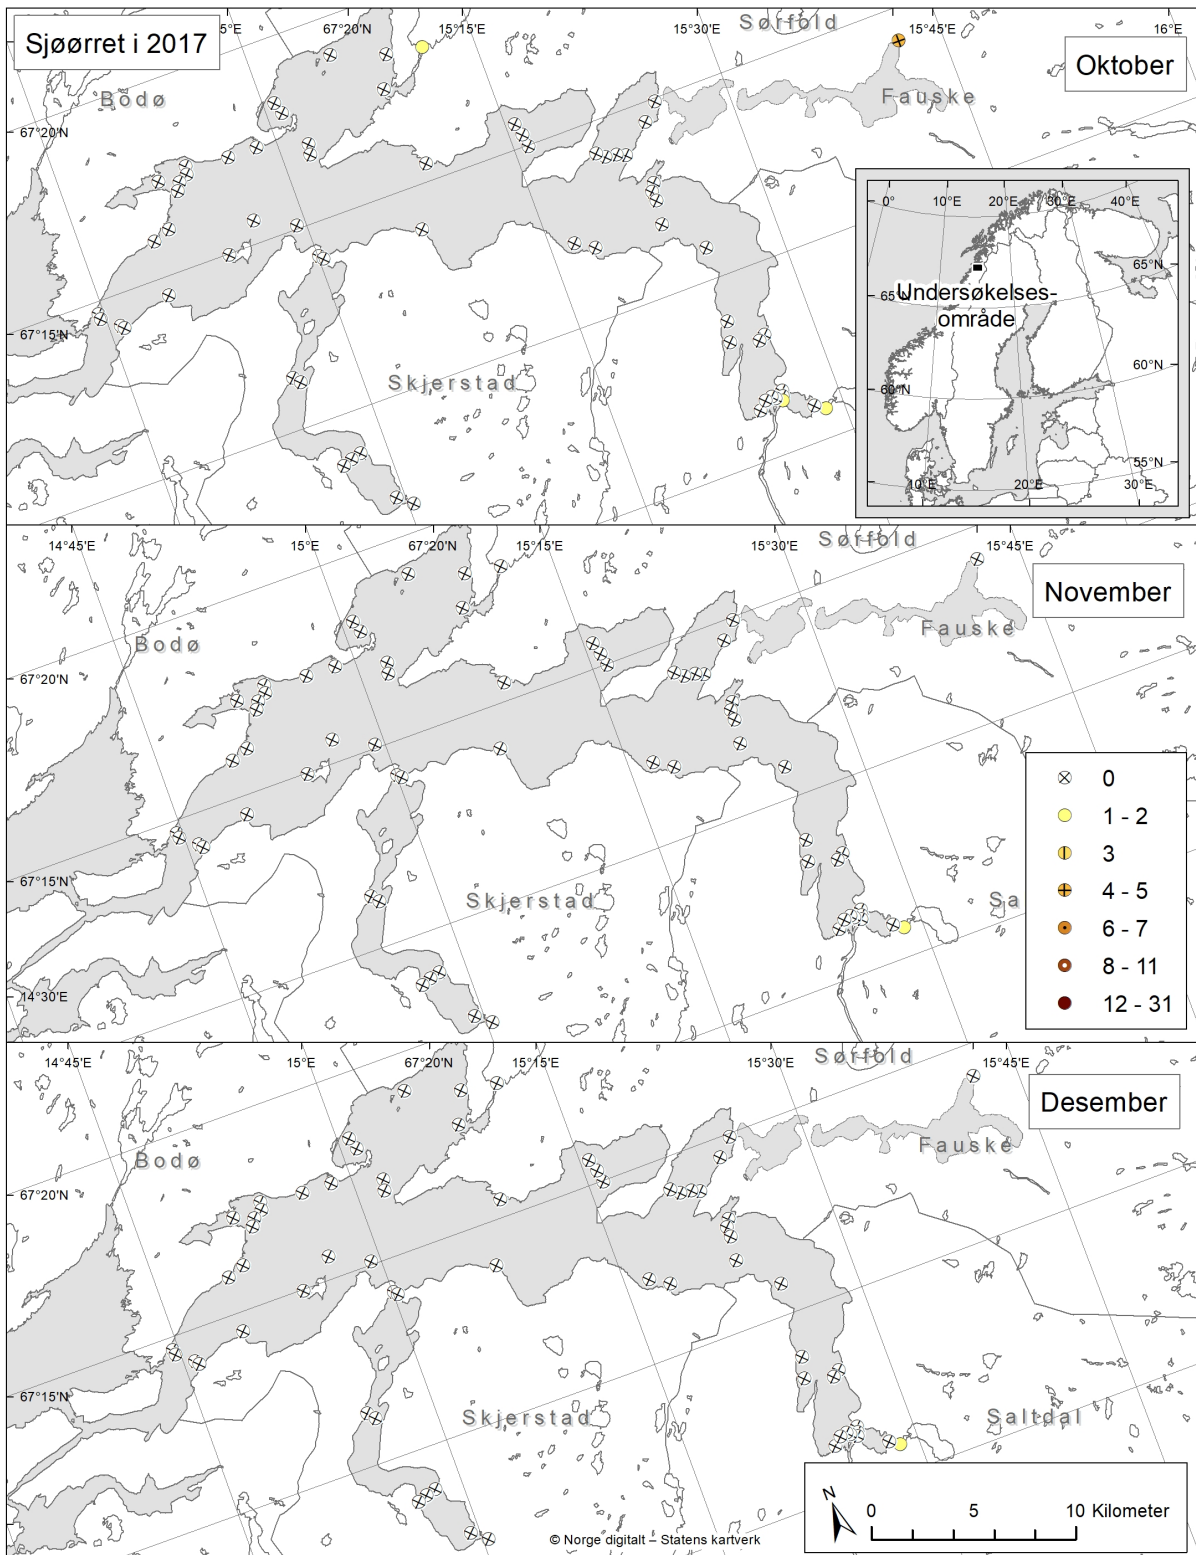 Sjøørret i 2017
5°E
67°20'N
15°15'E
15°30'E
Sørfold
15°45'E
16°E
Oktober
Bodø
Fauske
67°20'N
0°
10°E
20°E
30°E
40°E
65°N
65°N
Undersøkelses-
område
67°15'N
Skjerstad
60°N
60°N
55°N
10°E
20°E
30°E
14°45'E
15°E
67°20'N
15°15'E
15°30'E
Sørfold
15°45'E
November
Bodø
Fauske
67°20'N
0
1 - 2
3
4 - 5
6 - 7
8 - 11
12 - 31
67°15'N
Skjerstad
Sa
14°30'E
14°45'E
15°E
67°20'N
15°15'E
15°30'E
Sørfold
15°45'E
Desember
Bodø
Fauske
67°20'N
67°15'N
Skjerstad
Saltdal
N
0
5
10 Kilometer
© Norge digitalt – Statens kartverk